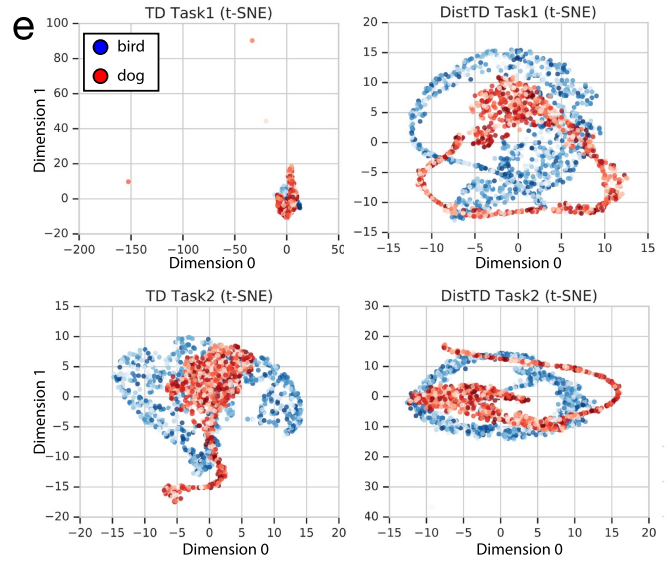 e
TD Task1 (t-SNE)
bird
dog
Dimension 1
100
80
60
40
20
0
−20
−200 −150 −100 −50 0 50
Dimension 0
DistTD Task1 (t-SNE)
20
15
10
5
0
−5
−10
−15
−15 −10 −5 0 5 10 15
Dimension 0
TD Task2 (t-SNE)
Dimension 1
15
10
5
0
−5
−10
−15
−20
−20 −15 −10 −5 0 5 10 15 20
Dimension 0
DistTD Task2 (t-SNE)
30
20
10
0
10
20
30
40
−15 −10 −5 0 5 10 15 20
Dimension 0